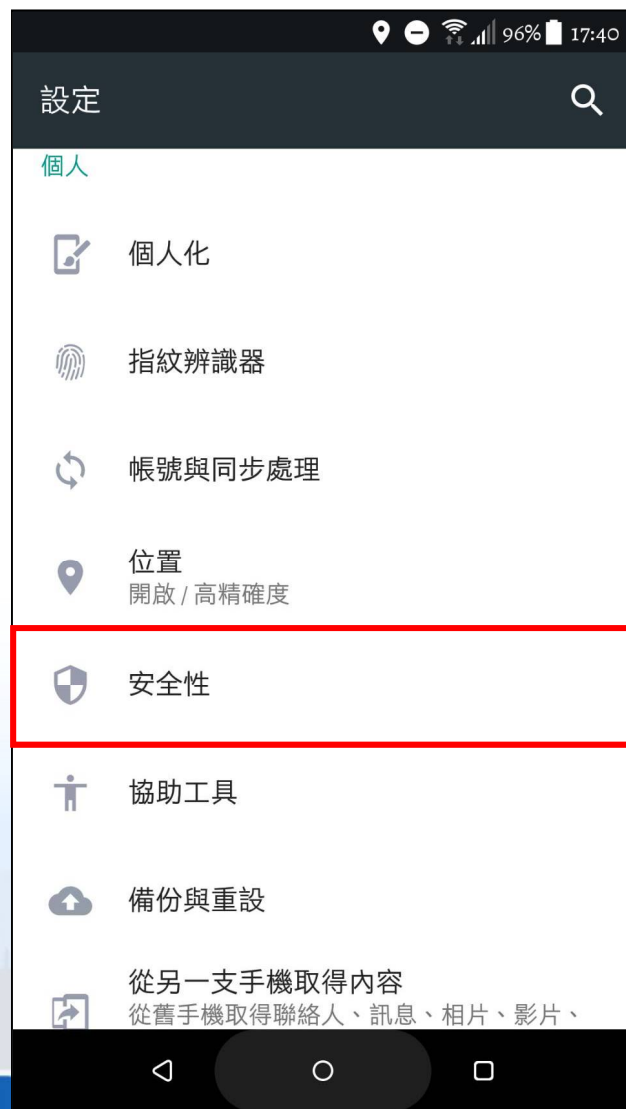 96% 17:40
設定
個人
個人化
指紋辨識器
帳號與同步處理
位置
開啟 / 高精確度
安全性
協助工具
備份與重設
從另一支手機取得內容
從舊手機取得聯絡人、訊息、相片、影片、